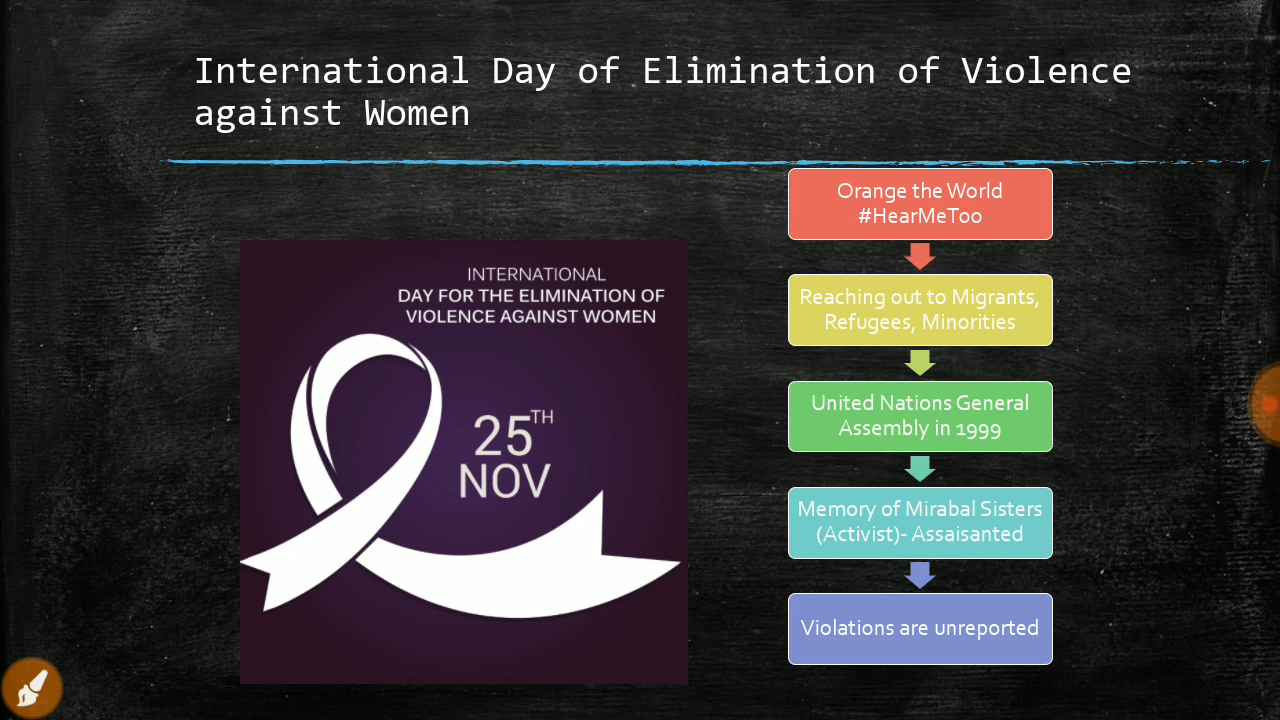 International Day of Elimination of Violence
against Women
INTERNATIONAL
DAY FOR THE ELIMINATION OF
VIOLENCE AGAINST WOMEN
25TH
NOV
Orange the World
#HearMeToo
Reaching out to Migrants,
Refugees, Minorities
United Nations General
Assembly in 1999
Memory of Mirabal Sisters
(Activist)- Assaisanted
Violations are unreported